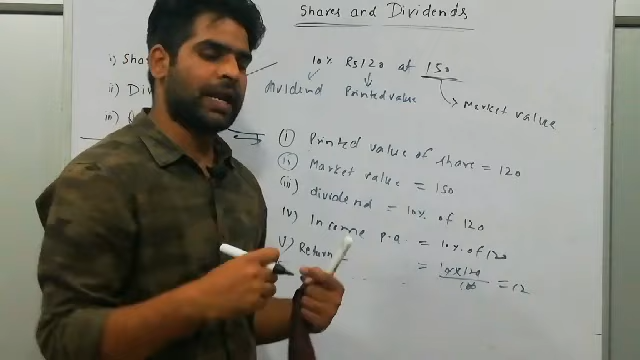 Shares and Dividends
i) Sha
10% Rs 120 at 150
ii) Div
Dividend Printed value
Market value
iii)
(i) Printed value of share = 120
(ii) Market value = 150
(iii) dividend = 10% of 120
(iv) Income p.a. = 10% of 120
v) Return
= 10x120/100 = 12